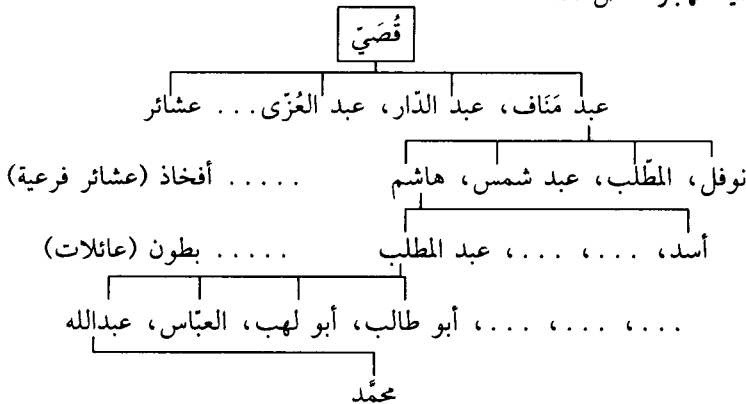 قُصَيّ
عبد مَنَاف، عبد الدّار، عبد العُزّى... عشائر
نوفل، المطّلب، عبد شمس، هاشم ..... أفخاذ (عشائر فرعية)
أسد، ...، ...، عبد المطلب ..... بطون (عائلات)
...، ...، ...، أبو طالب، أبو لهب، العبّاس، عبدالله
محمَّد